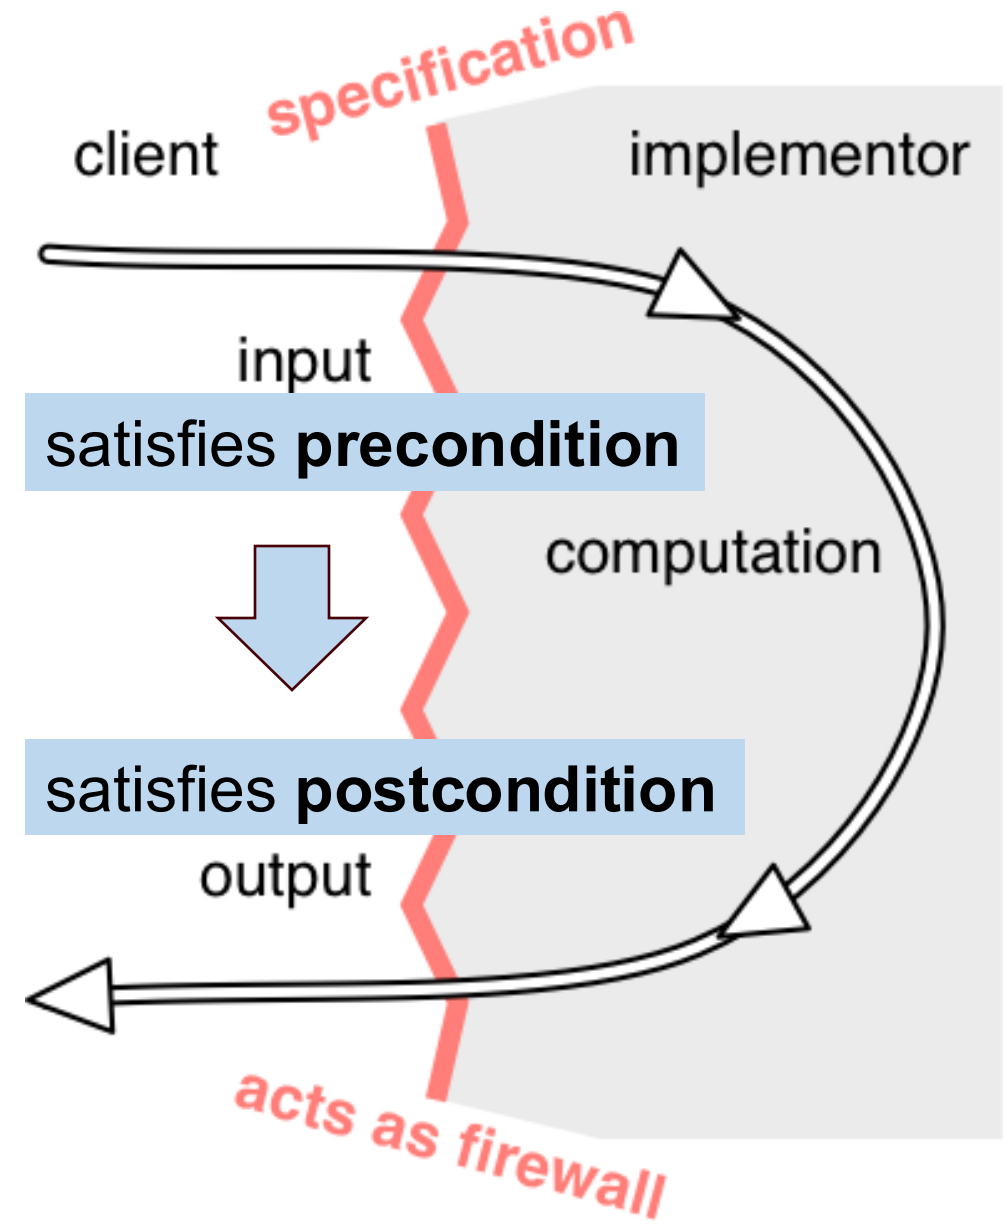 specification
client
implementor
input
satisfies precondition
computation
satisfies postcondition
output
acts as firewall